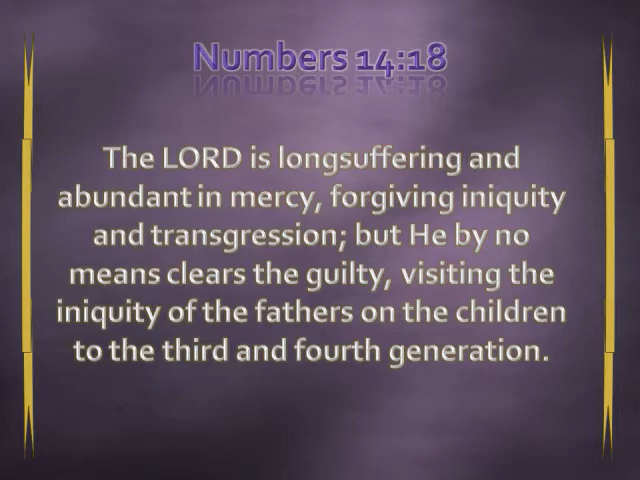 Numbers 14:18
The LORD is longsuffering and
abundant in mercy, forgiving iniquity
and transgression; but He by no
means clears the guilty, visiting the
iniquity of the fathers on the children
to the third and fourth generation.